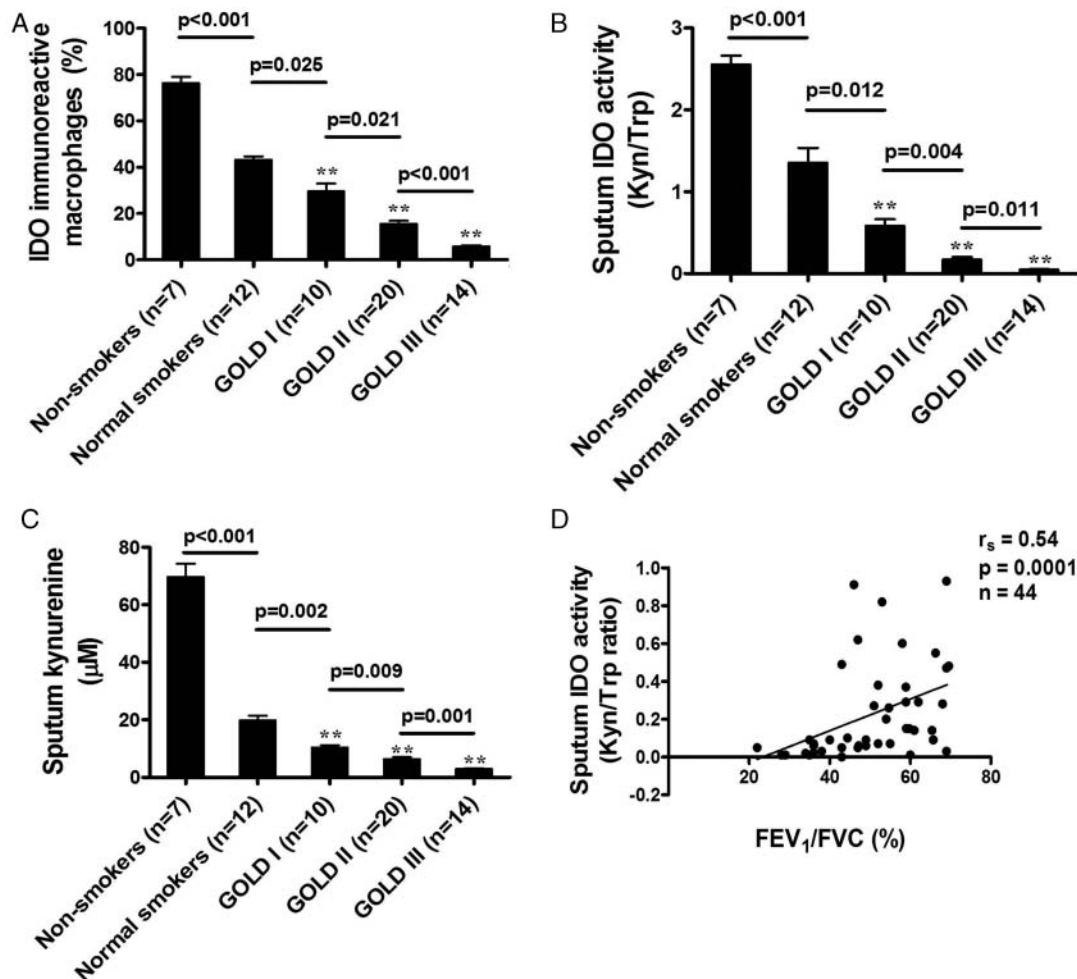 A
IDO immunoreactive
macrophages (%)
100
80
60
40
20
0
p<0.001
p=0.025
p=0.021
p<0.001
**
**
**
Non-smokers (n=7)
Normal smokers (n=12)
GOLD I (n=10)
GOLD II (n=20)
GOLD III (n=14)
B
Sputum IDO activity
(Kyn/Trp)
3
2
1
0
p<0.001
p=0.012
p=0.004
p=0.011
**
**
**
Non-smokers (n=7)
Normal smokers (n=12)
GOLD I (n=10)
GOLD II (n=20)
GOLD III (n=14)
C
Sputum kynurenine
(μM)
80
60
40
20
0
p<0.001
p=0.002
p=0.009
p=0.001
**
**
**
Non-smokers (n=7)
Normal smokers (n=12)
GOLD I (n=10)
GOLD II (n=20)
GOLD III (n=14)
D
rs = 0.54
p = 0.0001
n = 44
Sputum IDO activity
(Kyn/Trp ratio)
1.0
0.8
0.6
0.4
0.2
0.0
-0.2
20
40
60
80
FEV1/FVC (%)